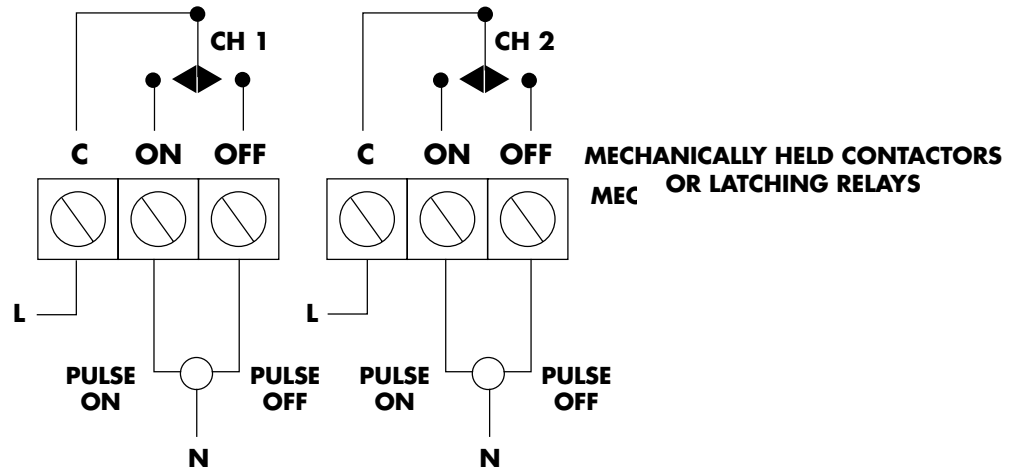 CH 1
CH 2
C ON OFF
C ON OFF
MECHANICALLY HELD CONTACTORS
OR LATCHING RELAYS
MEC
L
L
PULSE
ON
PULSE
OFF
PULSE
ON
PULSE
OFF
N
N